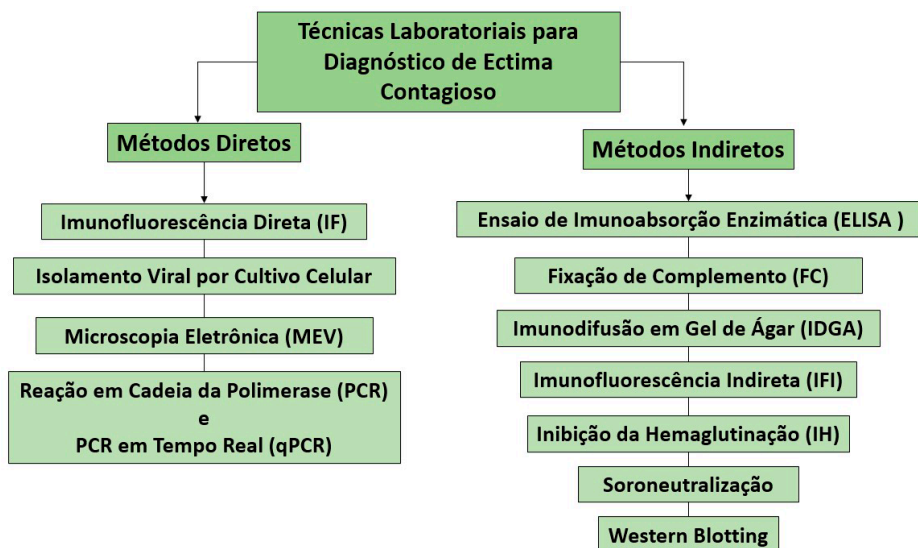 Técnicas Laboratoriais para
Diagnóstico de Ectima
Contagioso
Métodos Diretos
Imunofluorescência Direta (IF)
Isolamento Viral por Cultivo Celular
Microscopia Eletrônica (MEV)
Reação em Cadeia da Polimerase (PCR)
e
PCR em Tempo Real (qPCR)
Métodos Indiretos
Ensaio de Imunoabsorção Enzimática (ELISA )
Fixação de Complemento (FC)
Imunodifusão em Gel de Ágar (IDGA)
Imunofluorescência Indireta (IFI)
Inibição da Hemaglutinação (IH)
Soroneutralização
Western Blotting